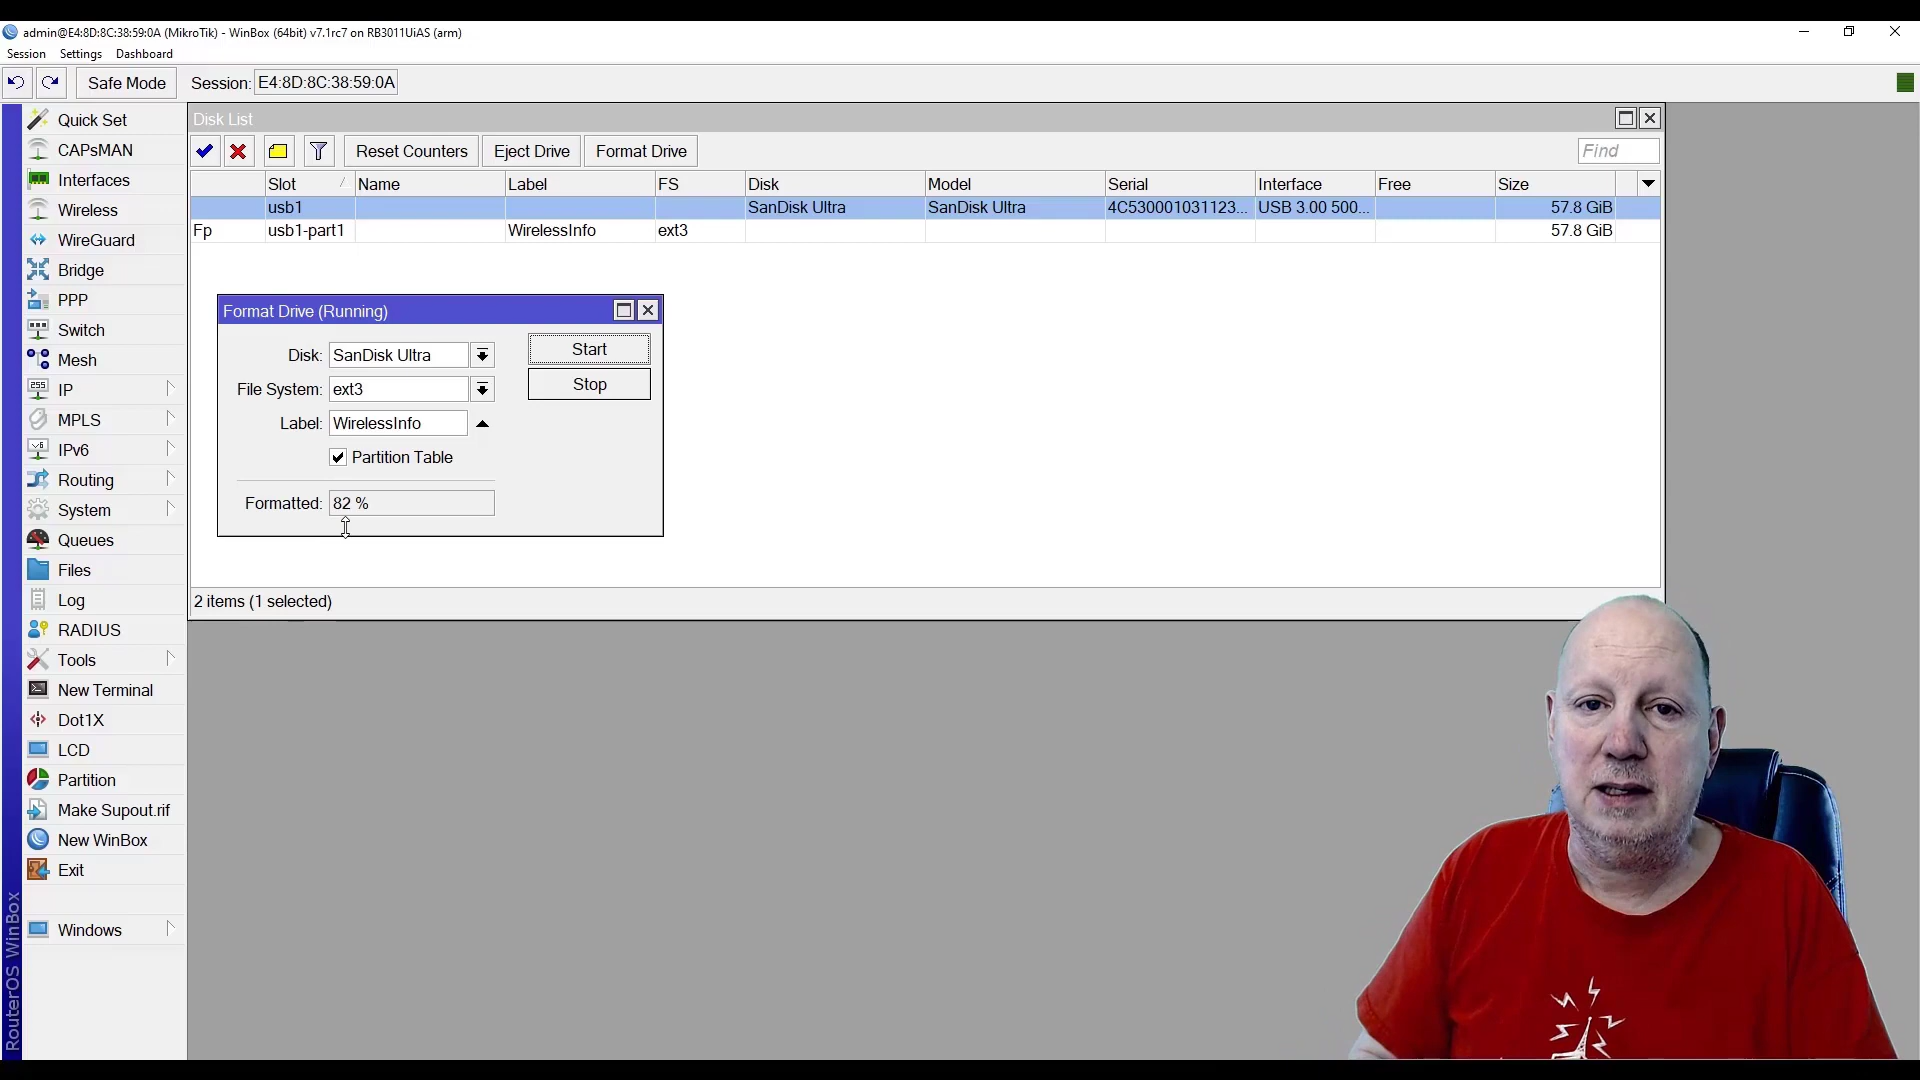 admin@E4:8D:8C:38:59:0A (MikroTik) - WinBox (64bit) v7.1rc7 on RB3011UiAS (arm)
Session Settings Dashboard
Safe Mode Session: E4:8D:8C:38:59:0A
Quick Set
CAPsMAN
Interfaces
Wireless
WireGuard
Bridge
PPP
Switch
Mesh
IP
MPLS
IPv6
Routing
System
Queues
Files
Log
RADIUS
Tools
New Terminal
Dot1X
LCD
Partition
Make Supout.rif
New WinBox
Exit
Windows
RouterOS WinBox
Disk List
Reset Counters Eject Drive Format Drive Find
Slot Name Label FS Disk Model Serial Interface Free Size
usb1 SanDisk Ultra SanDisk Ultra 4C530001031123... USB 3.00 500... 57.8 GiB
Fp usb1-part1 WirelessInfo ext3 57.8 GiB
Format Drive (Running)
Disk: SanDisk Ultra Start
File System: ext3 Stop
Label: WirelessInfo
Partition Table
Formatted: 82 %
2 items (1 selected)